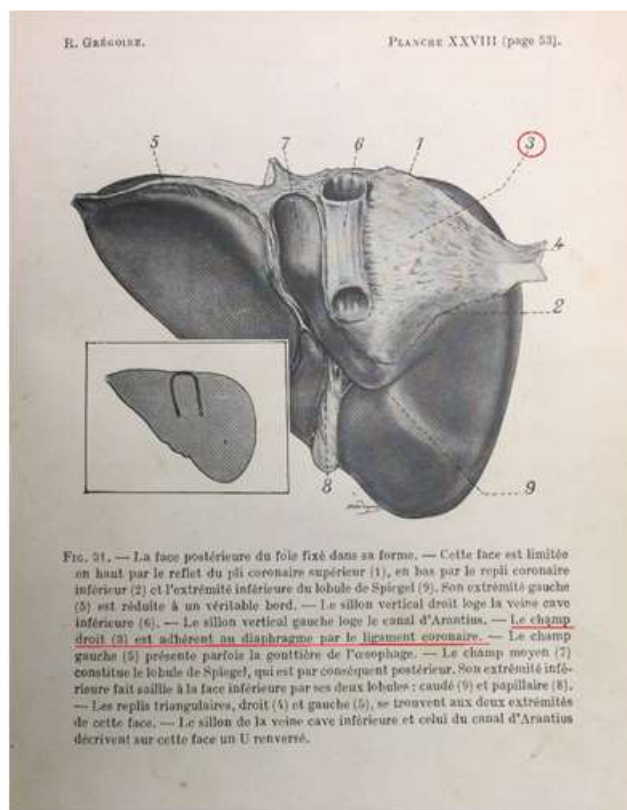 R. Grégoire.
Planche XXVIII (page 53).
5 7 6 1 3
4
2
8 9
Fig. 31. — La face postérieure du foie fixé dans sa forme. — Cette face est limitée
en haut par le reflet du pli coronaire supérieur (1), en bas par le repli coronaire
inférieur (2) et l'extrémité inférieure du lobule de Spiegel (9). Son extrémité gauche
(5) est réduite à un véritable bord. — Le sillon vertical droit loge la veine cave
inférieure (6). — Le sillon vertical gauche loge le canal d'Arantius. — Le champ
droit (3) est adhérent au diaphragme par le ligament coronaire. — Le champ
gauche (5) présente parfois la gouttière de l'œsophage. — Le champ moyen (7)
constitue le lobule de Spiegel, qui est par conséquent postérieur. Son extrémité infé-
rieure fait saillie à la face inférieure par ses deux lobules : caudé (9) et papillaire (8).
— Les replis triangulaires, droit (4) et gauche (5), se trouvent aux deux extrémités
de cette face. — Le sillon de la veine cave inférieure et celui du canal d'Arantius
décrivent sur cette face un U renversé.